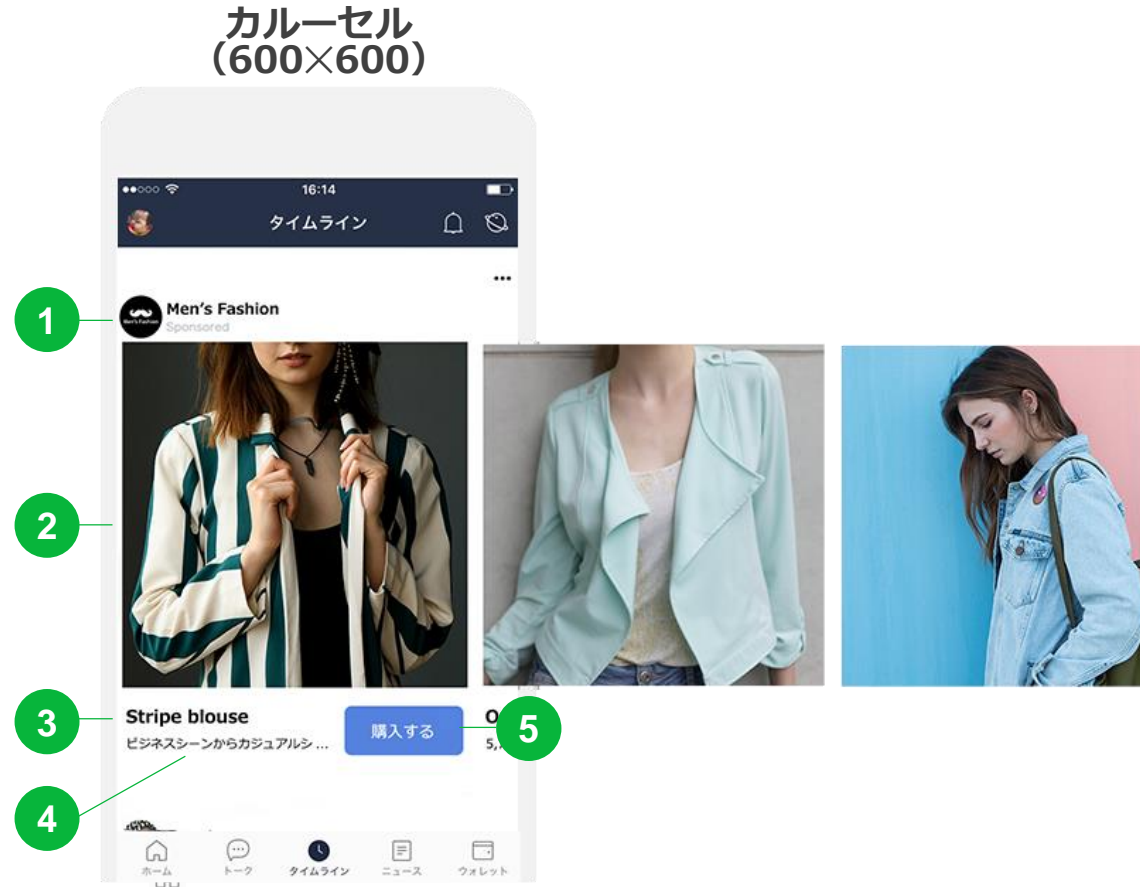 カルーセル
（600×600）
16:14
タイムライン
1
Men's Fashion
Men's Fashion
Sponsored
2
3
Stripe blouse
購入する
5
ビジネスシーンからカジュアルシ ...
4
ホーム
トーク
タイムライン
ニュース
ウォレット